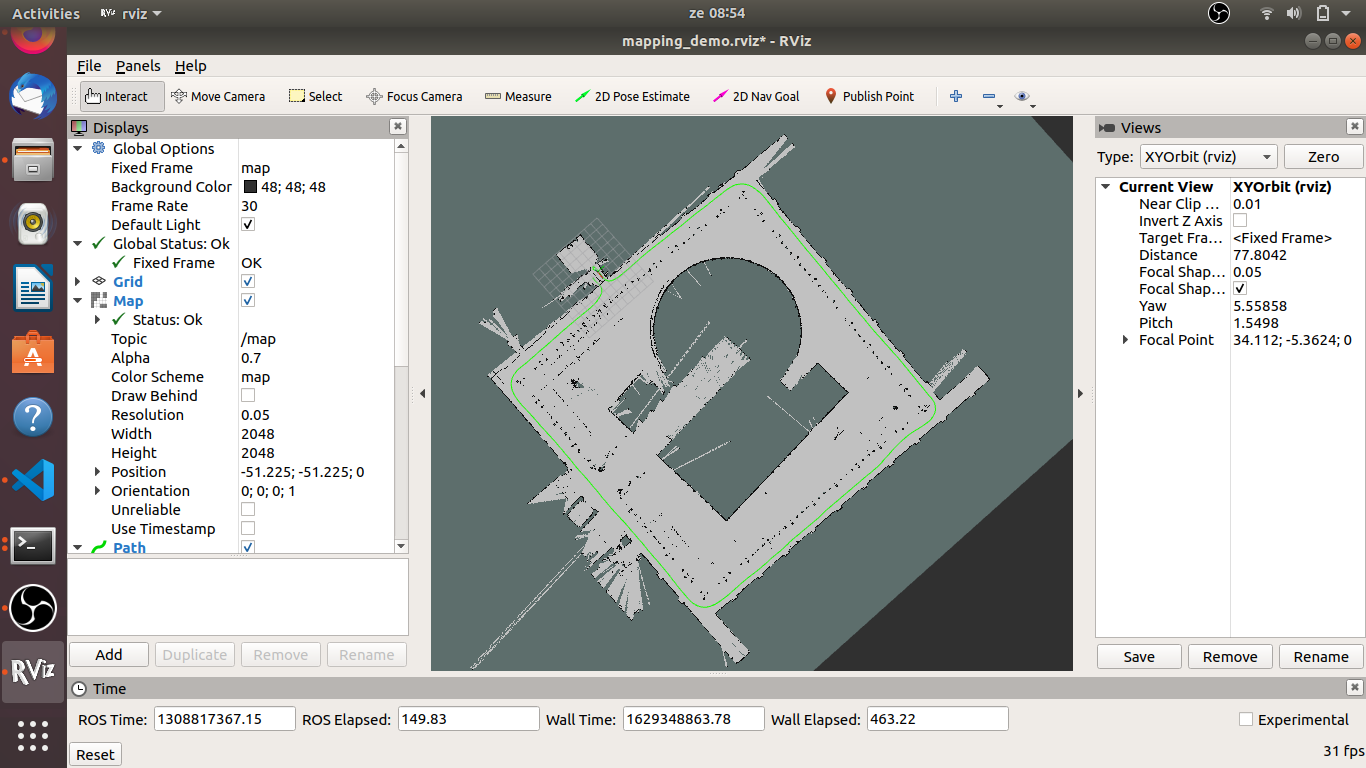 Activities RViz rviz ze 08:54
mapping_demo.rviz* - RViz
File Panels Help
Interact Move Camera Select Focus Camera Measure 2D Pose Estimate 2D Nav Goal Publish Point
Displays
Global Options
Fixed Frame map
Background Color 48; 48; 48
Frame Rate 30
Default Light
Global Status: Ok
Fixed Frame OK
Grid
Map
Status: Ok
Topic /map
Alpha 0.7
Color Scheme map
Draw Behind
Resolution 0.05
Width 2048
Height 2048
Position -51.225; -51.225; 0
Orientation 0; 0; 0; 1
Unreliable
Use Timestamp
Path
Add Duplicate Remove Rename
Views
Type: XYOrbit (rviz) Zero
Current View XYOrbit (rviz)
Near Clip ... 0.01
Invert Z Axis
Target Fra... <Fixed Frame>
Distance 77.8042
Focal Shap... 0.05
Focal Shap...
Yaw 5.55858
Pitch 1.5498
Focal Point 34.112; -5.3624; 0
Save Remove Rename
RViz
Time
ROS Time: 1308817367.15 ROS Elapsed: 149.83 Wall Time: 1629348863.78 Wall Elapsed: 463.22 Experimental
Reset 31 fps